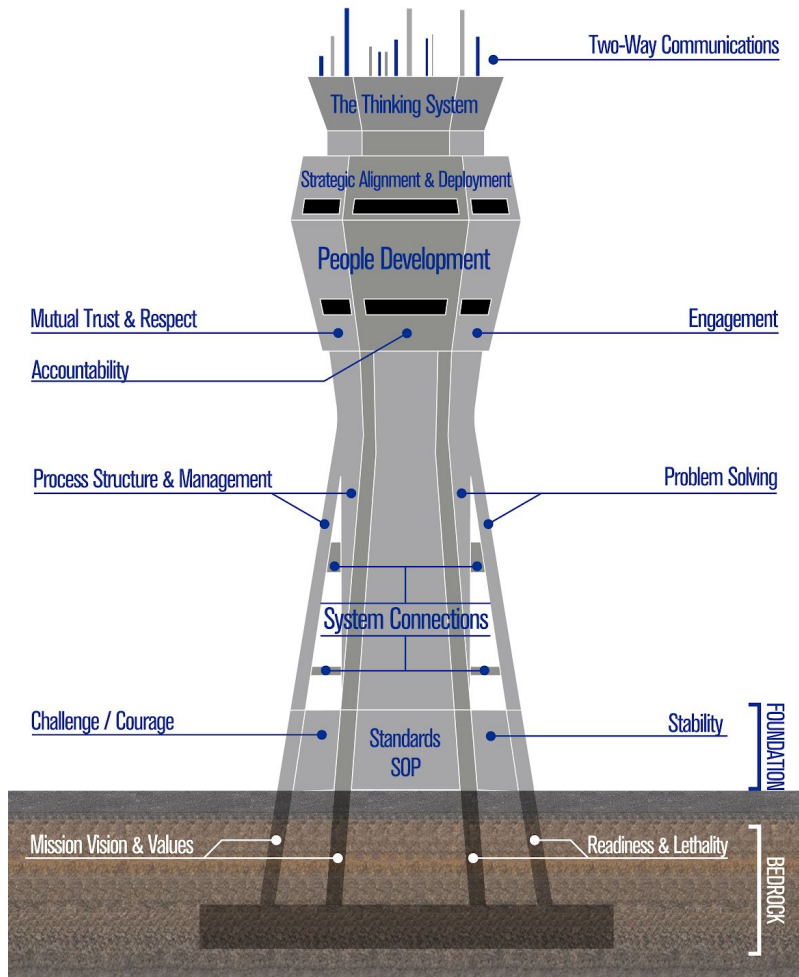 Two-Way Communications
The Thinking System
Strategic Alignment & Deployment
People Development
Mutual Trust & Respect
Engagement
Accountability
Process Structure & Management
Problem Solving
System Connections
Challenge / Courage
Stability
Standards
SOP
FOUNDATION
Mission Vision & Values
Readiness & Lethality
BEDROCK